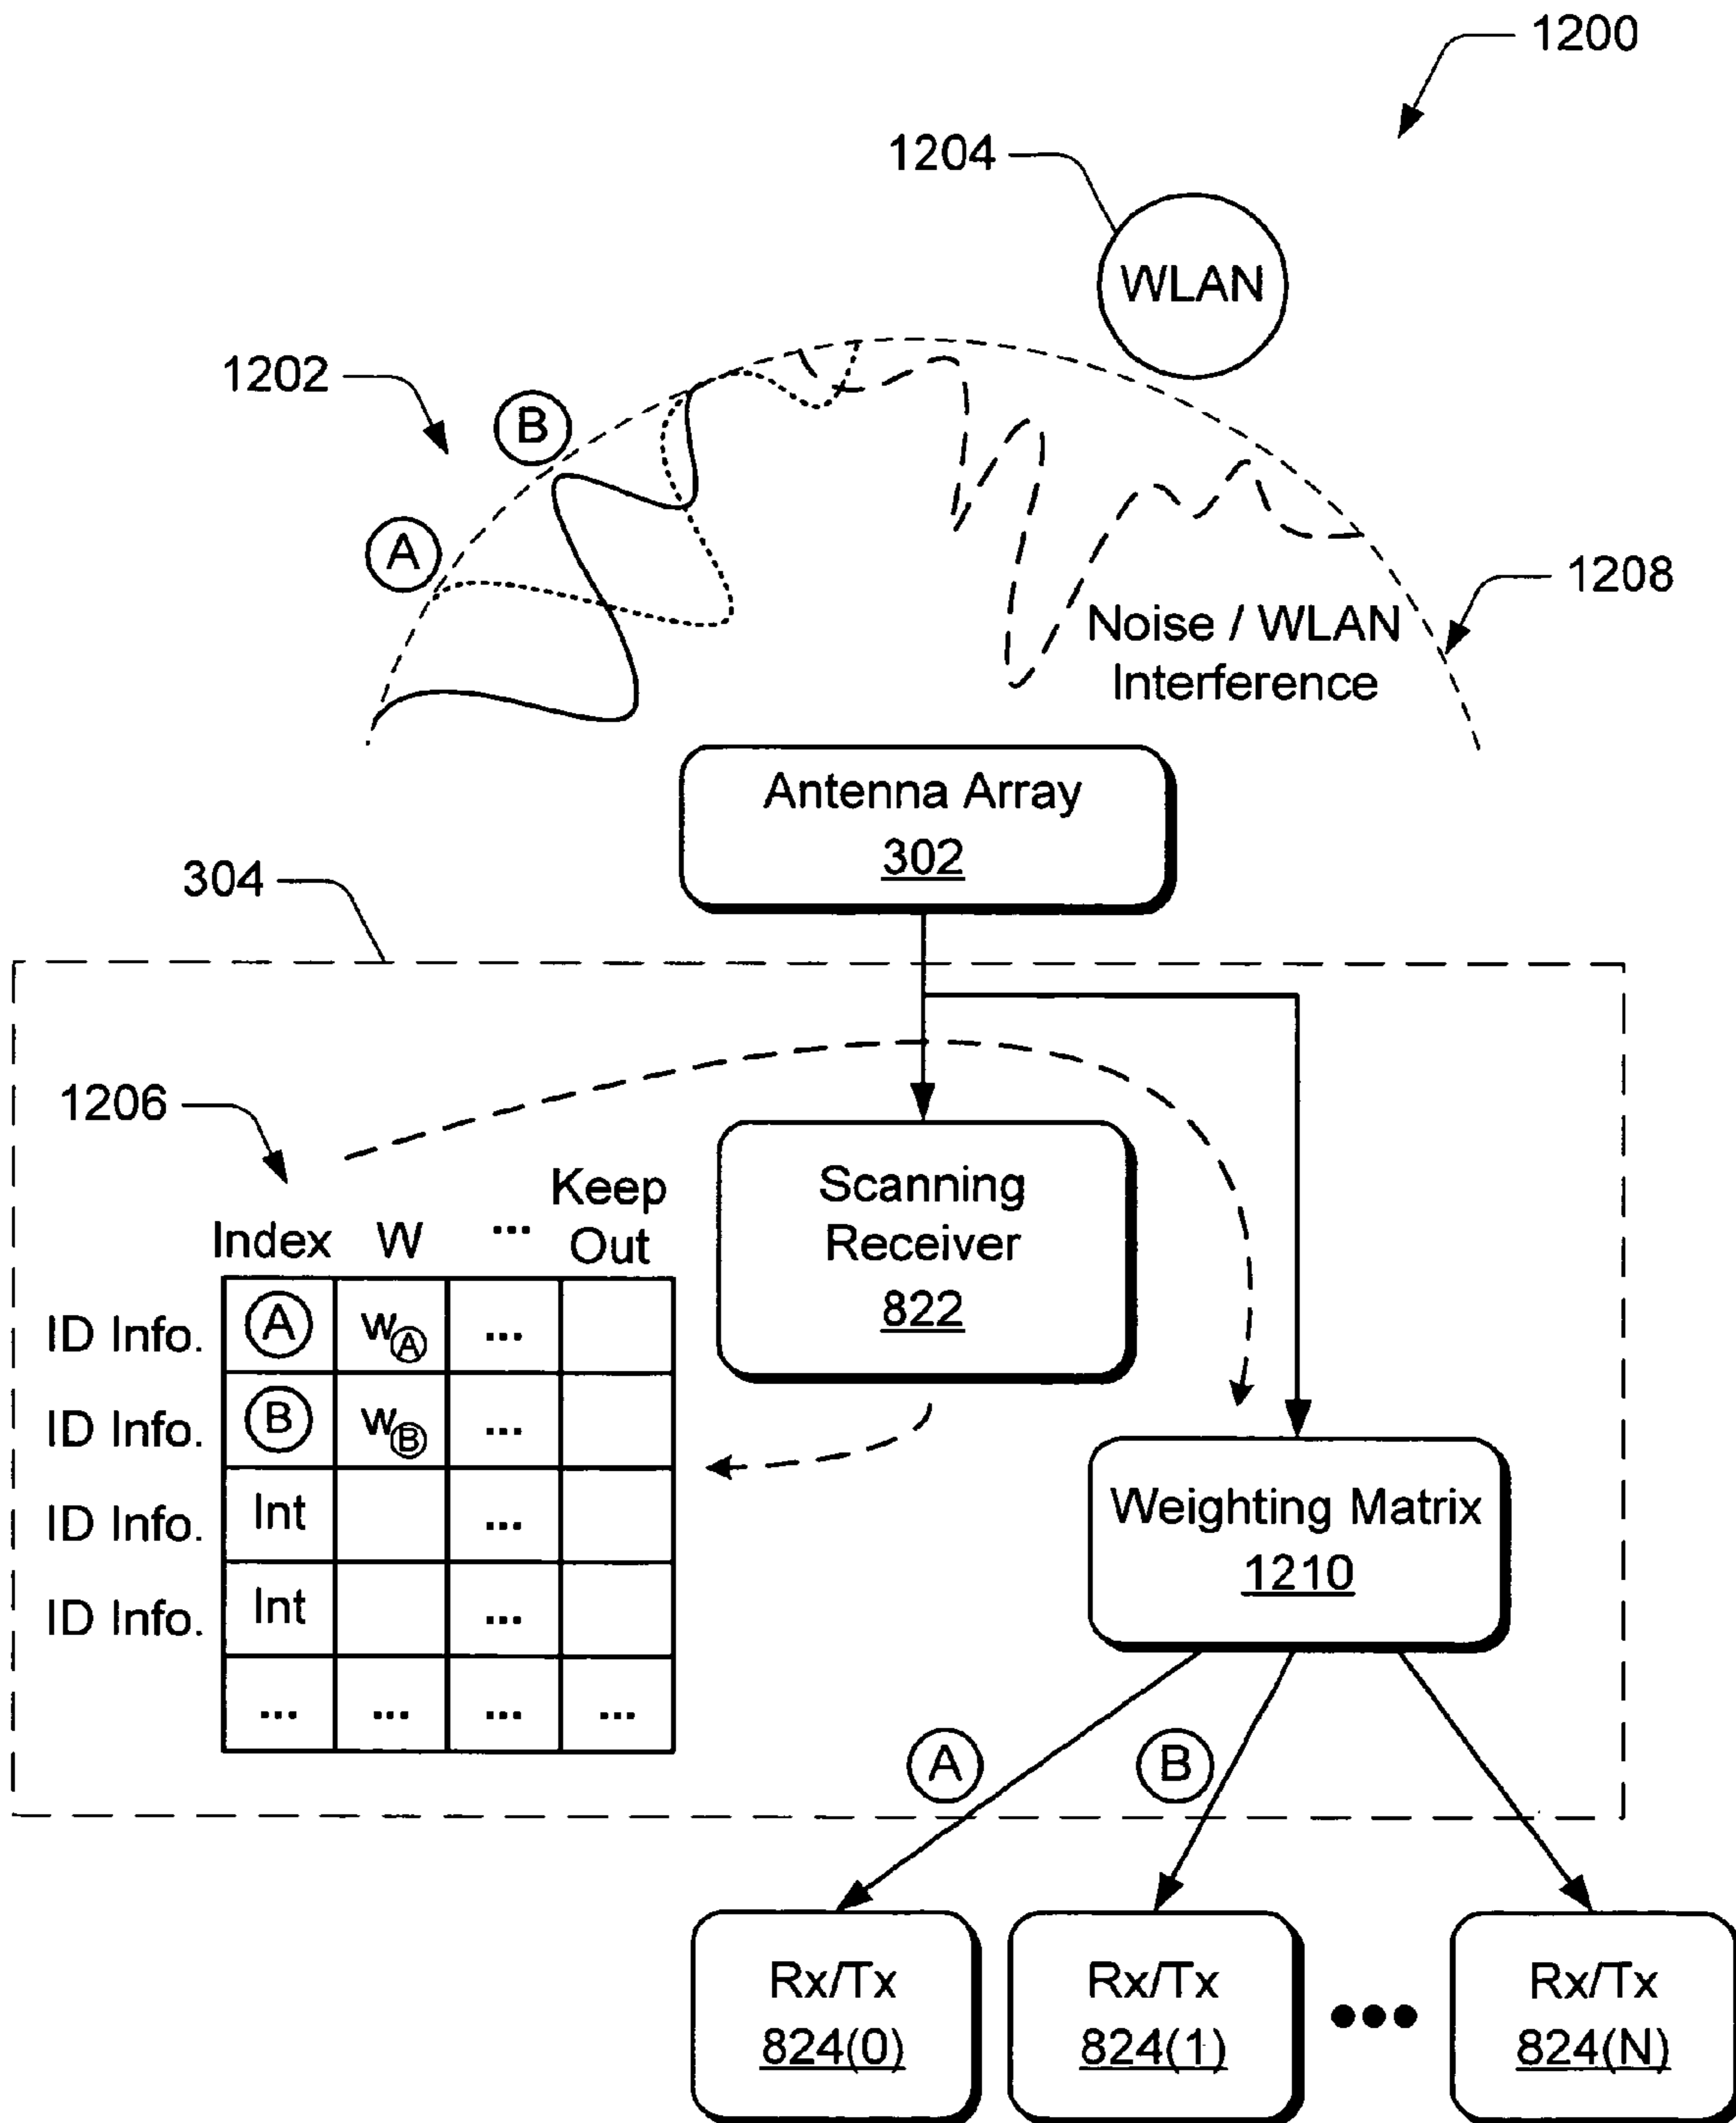 1200
1204
WLAN
1202
B
A
1208
Noise / WLAN
Interference
Antenna Array
302
304
1206
Keep
Index W ... Out
Scanning
Receiver
822
ID Info. A wA ...
ID Info. B wB ...
ID Info. Int ...
ID Info. Int ...
... ... ... ...
Weighting Matrix
1210
A B
Rx/Tx Rx/Tx Rx/Tx
824(0) 824(1) ••• 824(N)